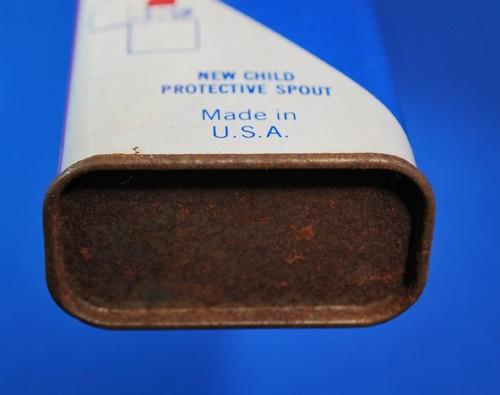 NEW CHILD
PROTECTIVE SPOUT
Made in
U.S.A.